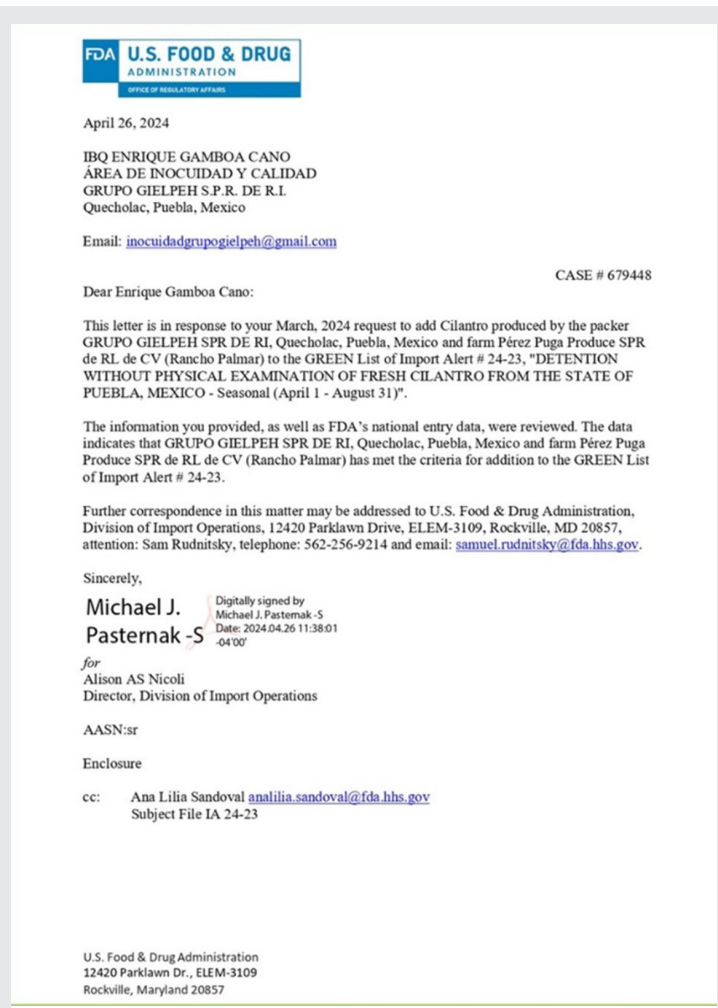 FDA U.S. FOOD & DRUG
ADMINISTRATION
OFFICE OF REGULATORY AFFAIRS
April 26, 2024
IBQ ENRIQUE GAMBOA CANO
ÁREA DE INOCUIDAD Y CALIDAD
GRUPO GIELPEH S.P.R. DE R.I.
Quecholac, Puebla, Mexico
Email: inocuidadgrupogielpeh@gmail.com
CASE # 679448
Dear Enrique Gamboa Cano:
This letter is in response to your March, 2024 request to add Cilantro produced by the packer
GRUPO GIELPEH SPR DE RI, Quecholac, Puebla, Mexico and farm Pérez Puga Produce SPR
de RL de CV (Rancho Palmar) to the GREEN List of Import Alert # 24-23, "DETENTION
WITHOUT PHYSICAL EXAMINATION OF FRESH CILANTRO FROM THE STATE OF
PUEBLA, MEXICO - Seasonal (April 1 - August 31)".
The information you provided, as well as FDA's national entry data, were reviewed. The data
indicates that GRUPO GIELPEH SPR DE RI, Quecholac, Puebla, Mexico and farm Pérez Puga
Produce SPR de RL de CV (Rancho Palmar) has met the criteria for addition to the GREEN List
of Import Alert # 24-23.
Further correspondence in this matter may be addressed to U.S. Food & Drug Administration,
Division of Import Operations, 12420 Parklawn Drive, ELEM-3109, Rockville, MD 20857,
attention: Sam Rudnitsky, telephone: 562-256-9214 and email: samuel.rudnitsky@fda.hhs.gov.
Sincerely,
Michael J.
Pasternak -S
Digitally signed by
Michael J. Pasternak -S
Date: 2024.04.26 11:38:01
-04'00'
for
Alison AS Nicoli
Director, Division of Import Operations
AASN:sr
Enclosure
cc: Ana Lilia Sandoval analilia.sandoval@fda.hhs.gov
Subject File IA 24-23
U.S. Food & Drug Administration
12420 Parklawn Dr., ELEM-3109
Rockville, Maryland 20857